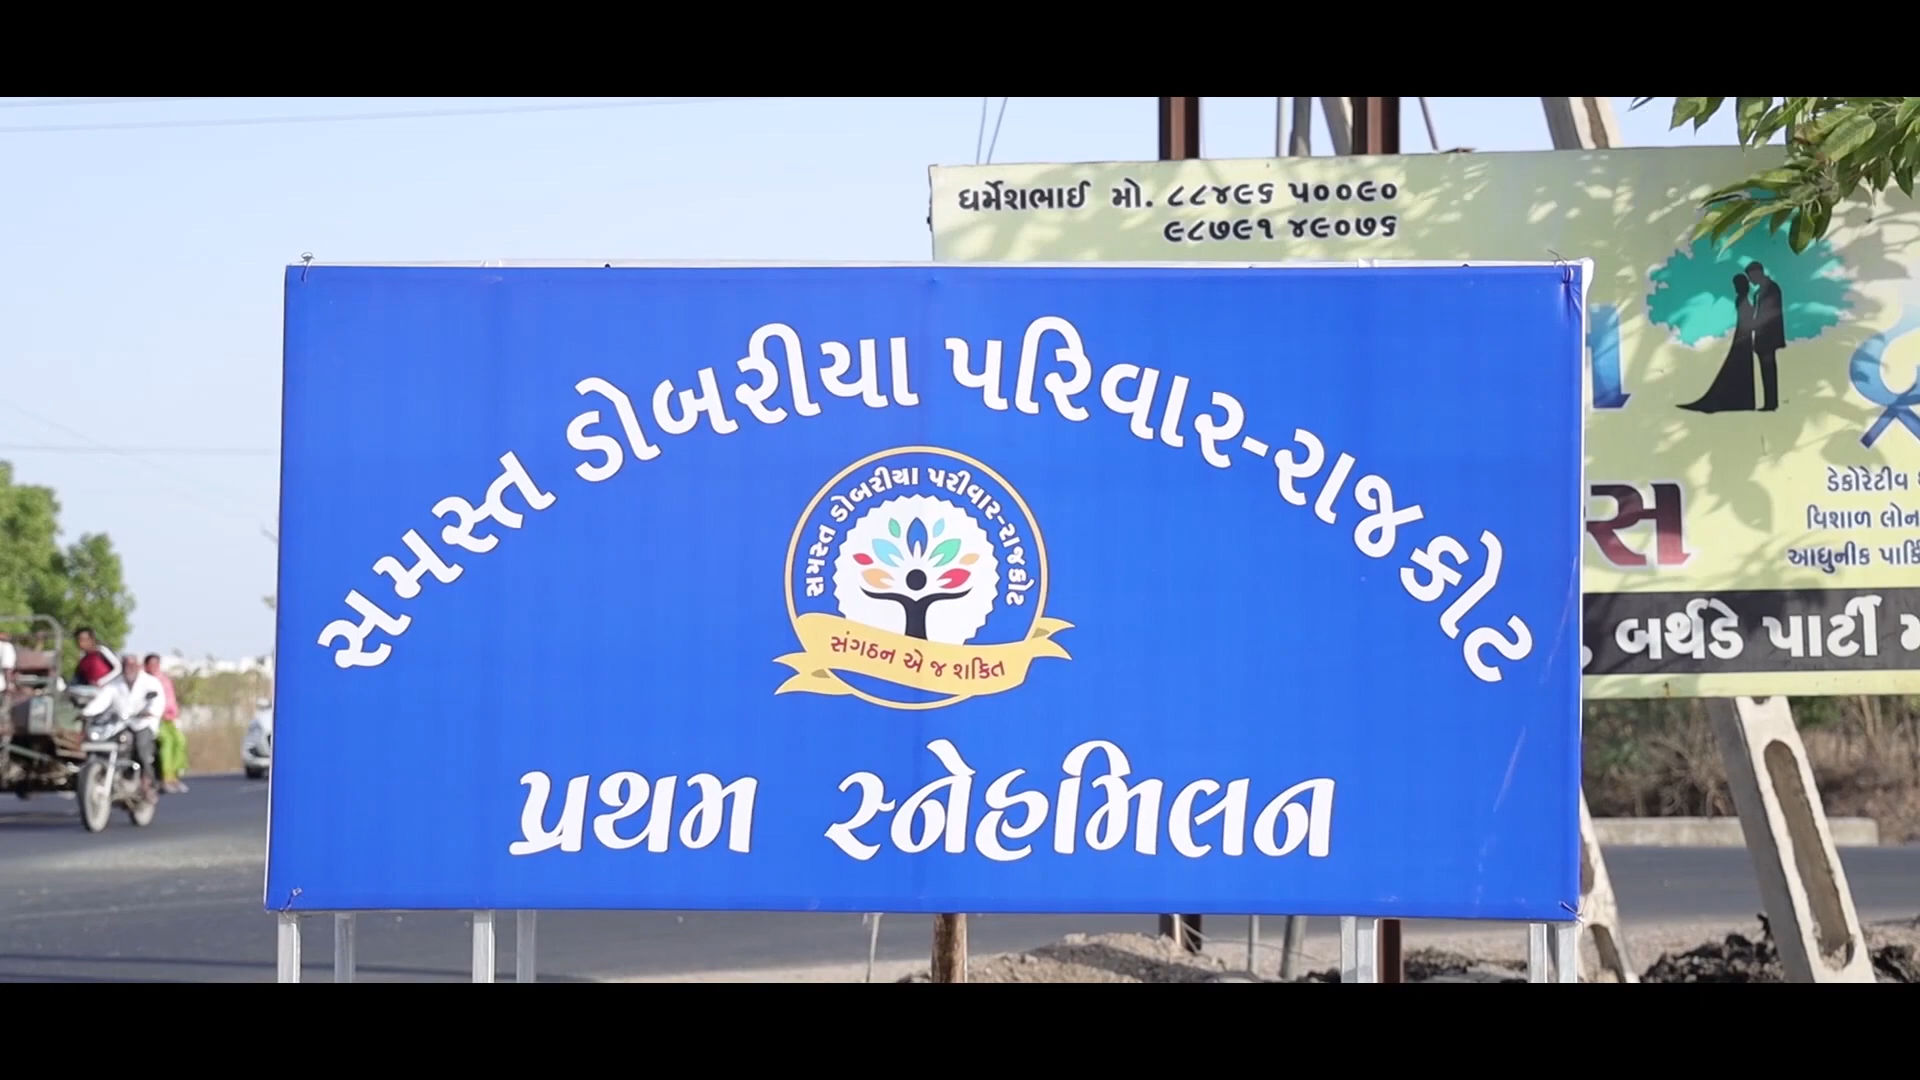 ધર્મેશભાઈ મો. ૮૮૪૯૬ ૫૦૦૯૦
૯૮૭૯૧ ૪૯૦૭૬
સમસ્ત ડોબરીયા પરિવાર-રાજકોટ
સમસ્ત ડોબરીયા પરીવાર-રાજકોટ
સંગઠન એ જ શકિત
પ્રથમ સ્નેહમિલન
ડેકોરેટીવ
વિશાળ લોન
આધુનીક પાર્કિ
બર્થડે પાર્ટી